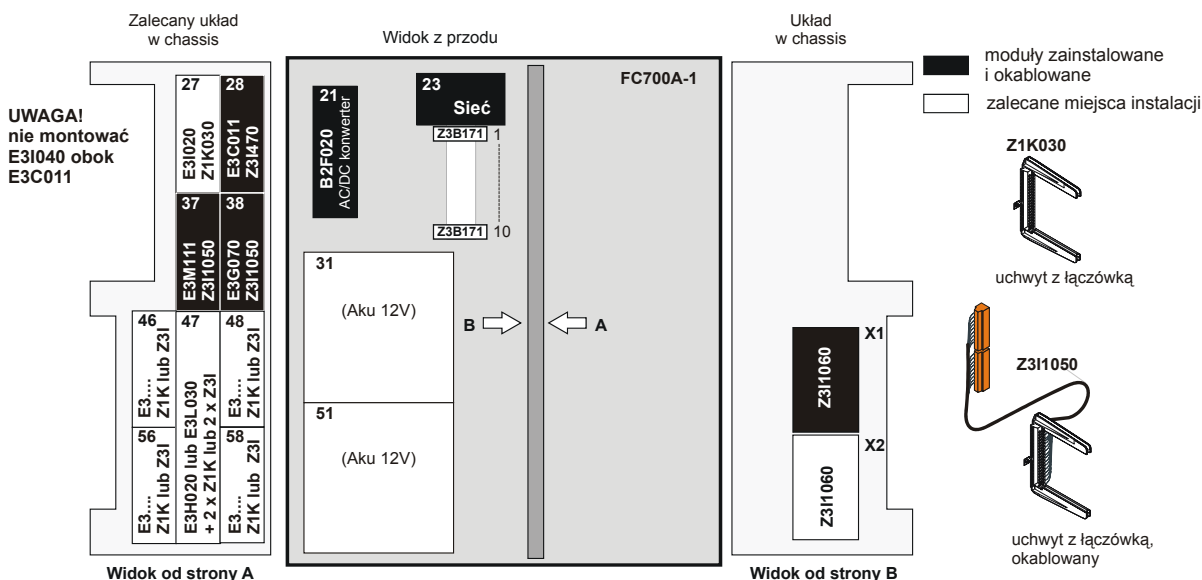 Zalecany układ
w chassis
Widok z przodu
Układ
w chassis
moduły zainstalowane
i okablowane
zalecane miejsca instalacji
UWAGA!
nie montować
E3I040 obok
E3C011
27
E3I020
Z1K030
28
E3C011
Z3I470
37
E3M111
Z3I1050
38
E3G070
Z3I1050
46
E3....
Z1K lub Z3I
47
E3H020 lub E3L030
+ 2 x Z1K lub 2 x Z3I
48
E3....
Z1K lub Z3I
56
E3....
Z1K lub Z3I
58
E3....
Z1K lub Z3I
Widok od strony A
FC700A-1
21
B2F020
AC/DC konwerter
23
Sieć
Z3B171
1
Z3B171
10
31
(Aku 12V)
51
(Aku 12V)
B
A
X1
Z3I1060
X2
Z3I1060
Widok od strony B
Z1K030
uchwyt z łączówką
Z3I1050
uchwyt z łączówką,
okablowany